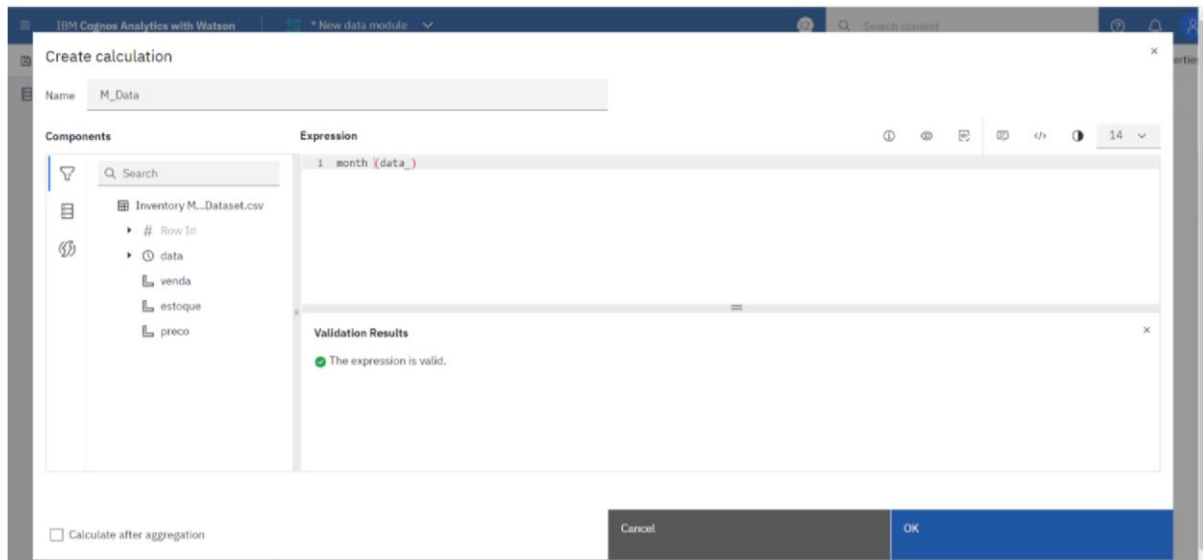 IBM Cognos Analytics with Watson * New data module Search content
Create calculation
Name M_Data
Components Expression 14
1 month (data_)
Search
Inventory M...Dataset.csv
# Row Id
data
venda
estoque
preco
Validation Results
The expression is valid.
Calculate after aggregation Cancel OK